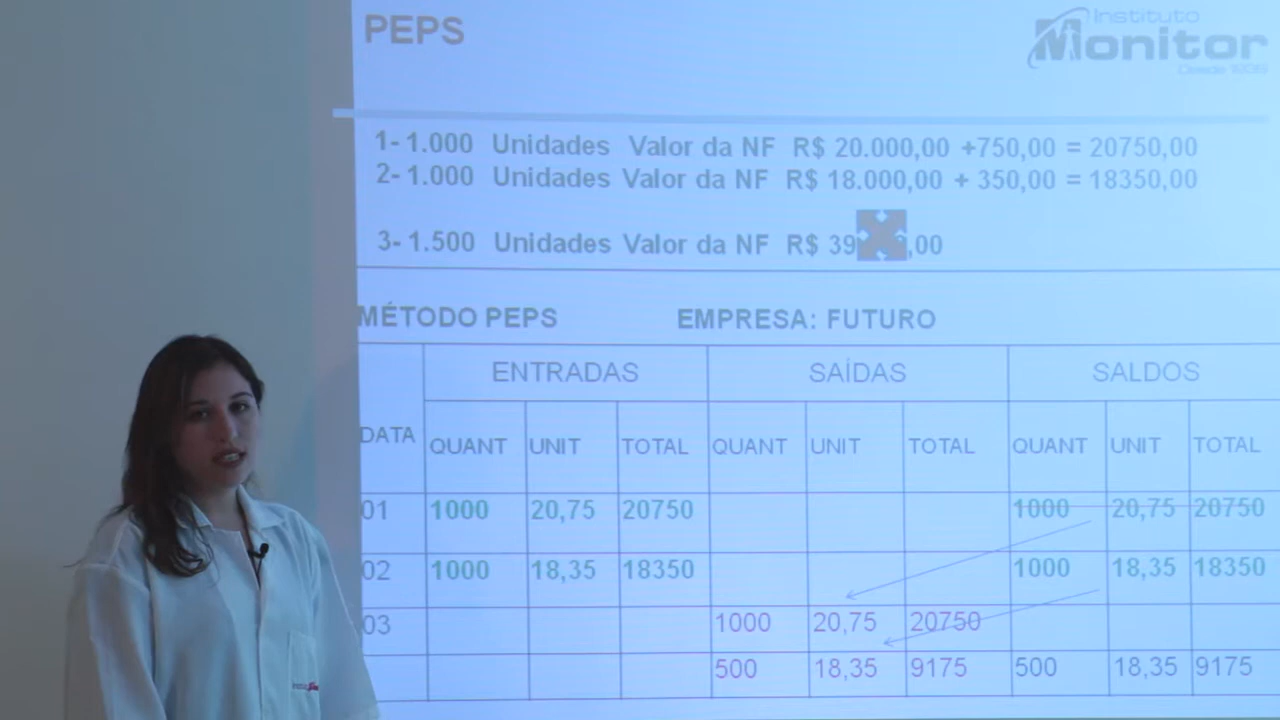 PEPS
Instituto
Monitor
1- 1.000 Unidades Valor da NF R$ 20.000,00 +750,00 = 20750,00
2- 1.000 Unidades Valor da NF R$ 18.000,00 + 350,00 = 18350,00
3- 1.500 Unidades Valor da NF R$ 39 ,00
MÉTODO PEPS EMPRESA: FUTURO
ENTRADAS SAÍDAS SALDOS
DATA QUANT UNIT TOTAL QUANT UNIT TOTAL QUANT UNIT TOTAL
01 1000 20,75 20750 1000 20,75 20750
02 1000 18,35 18350 1000 18,35 18350
03 1000 20,75 20750
500 18,35 9175 500 18,35 9175